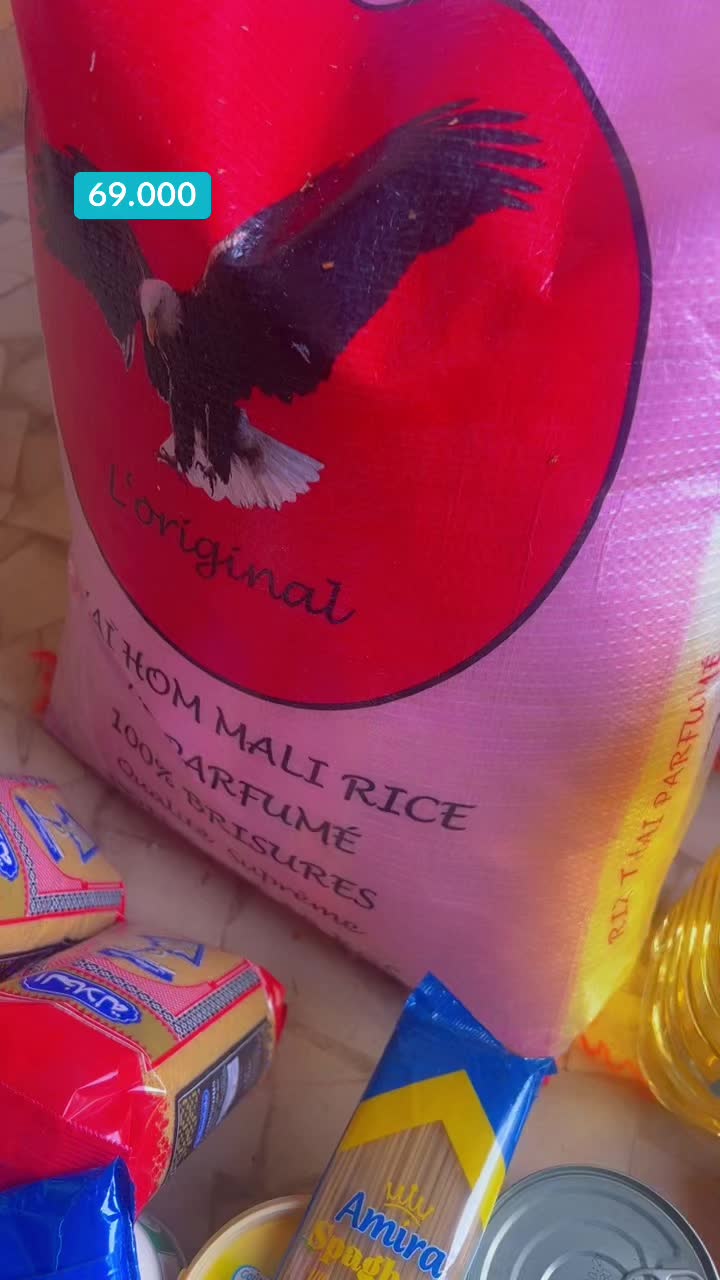 69.000
L'original
HOM MALI RICE
PARFUMÉ
100% BRISURES
Qualité Suprême
RIZ THAI PARFUMÉ
Amira